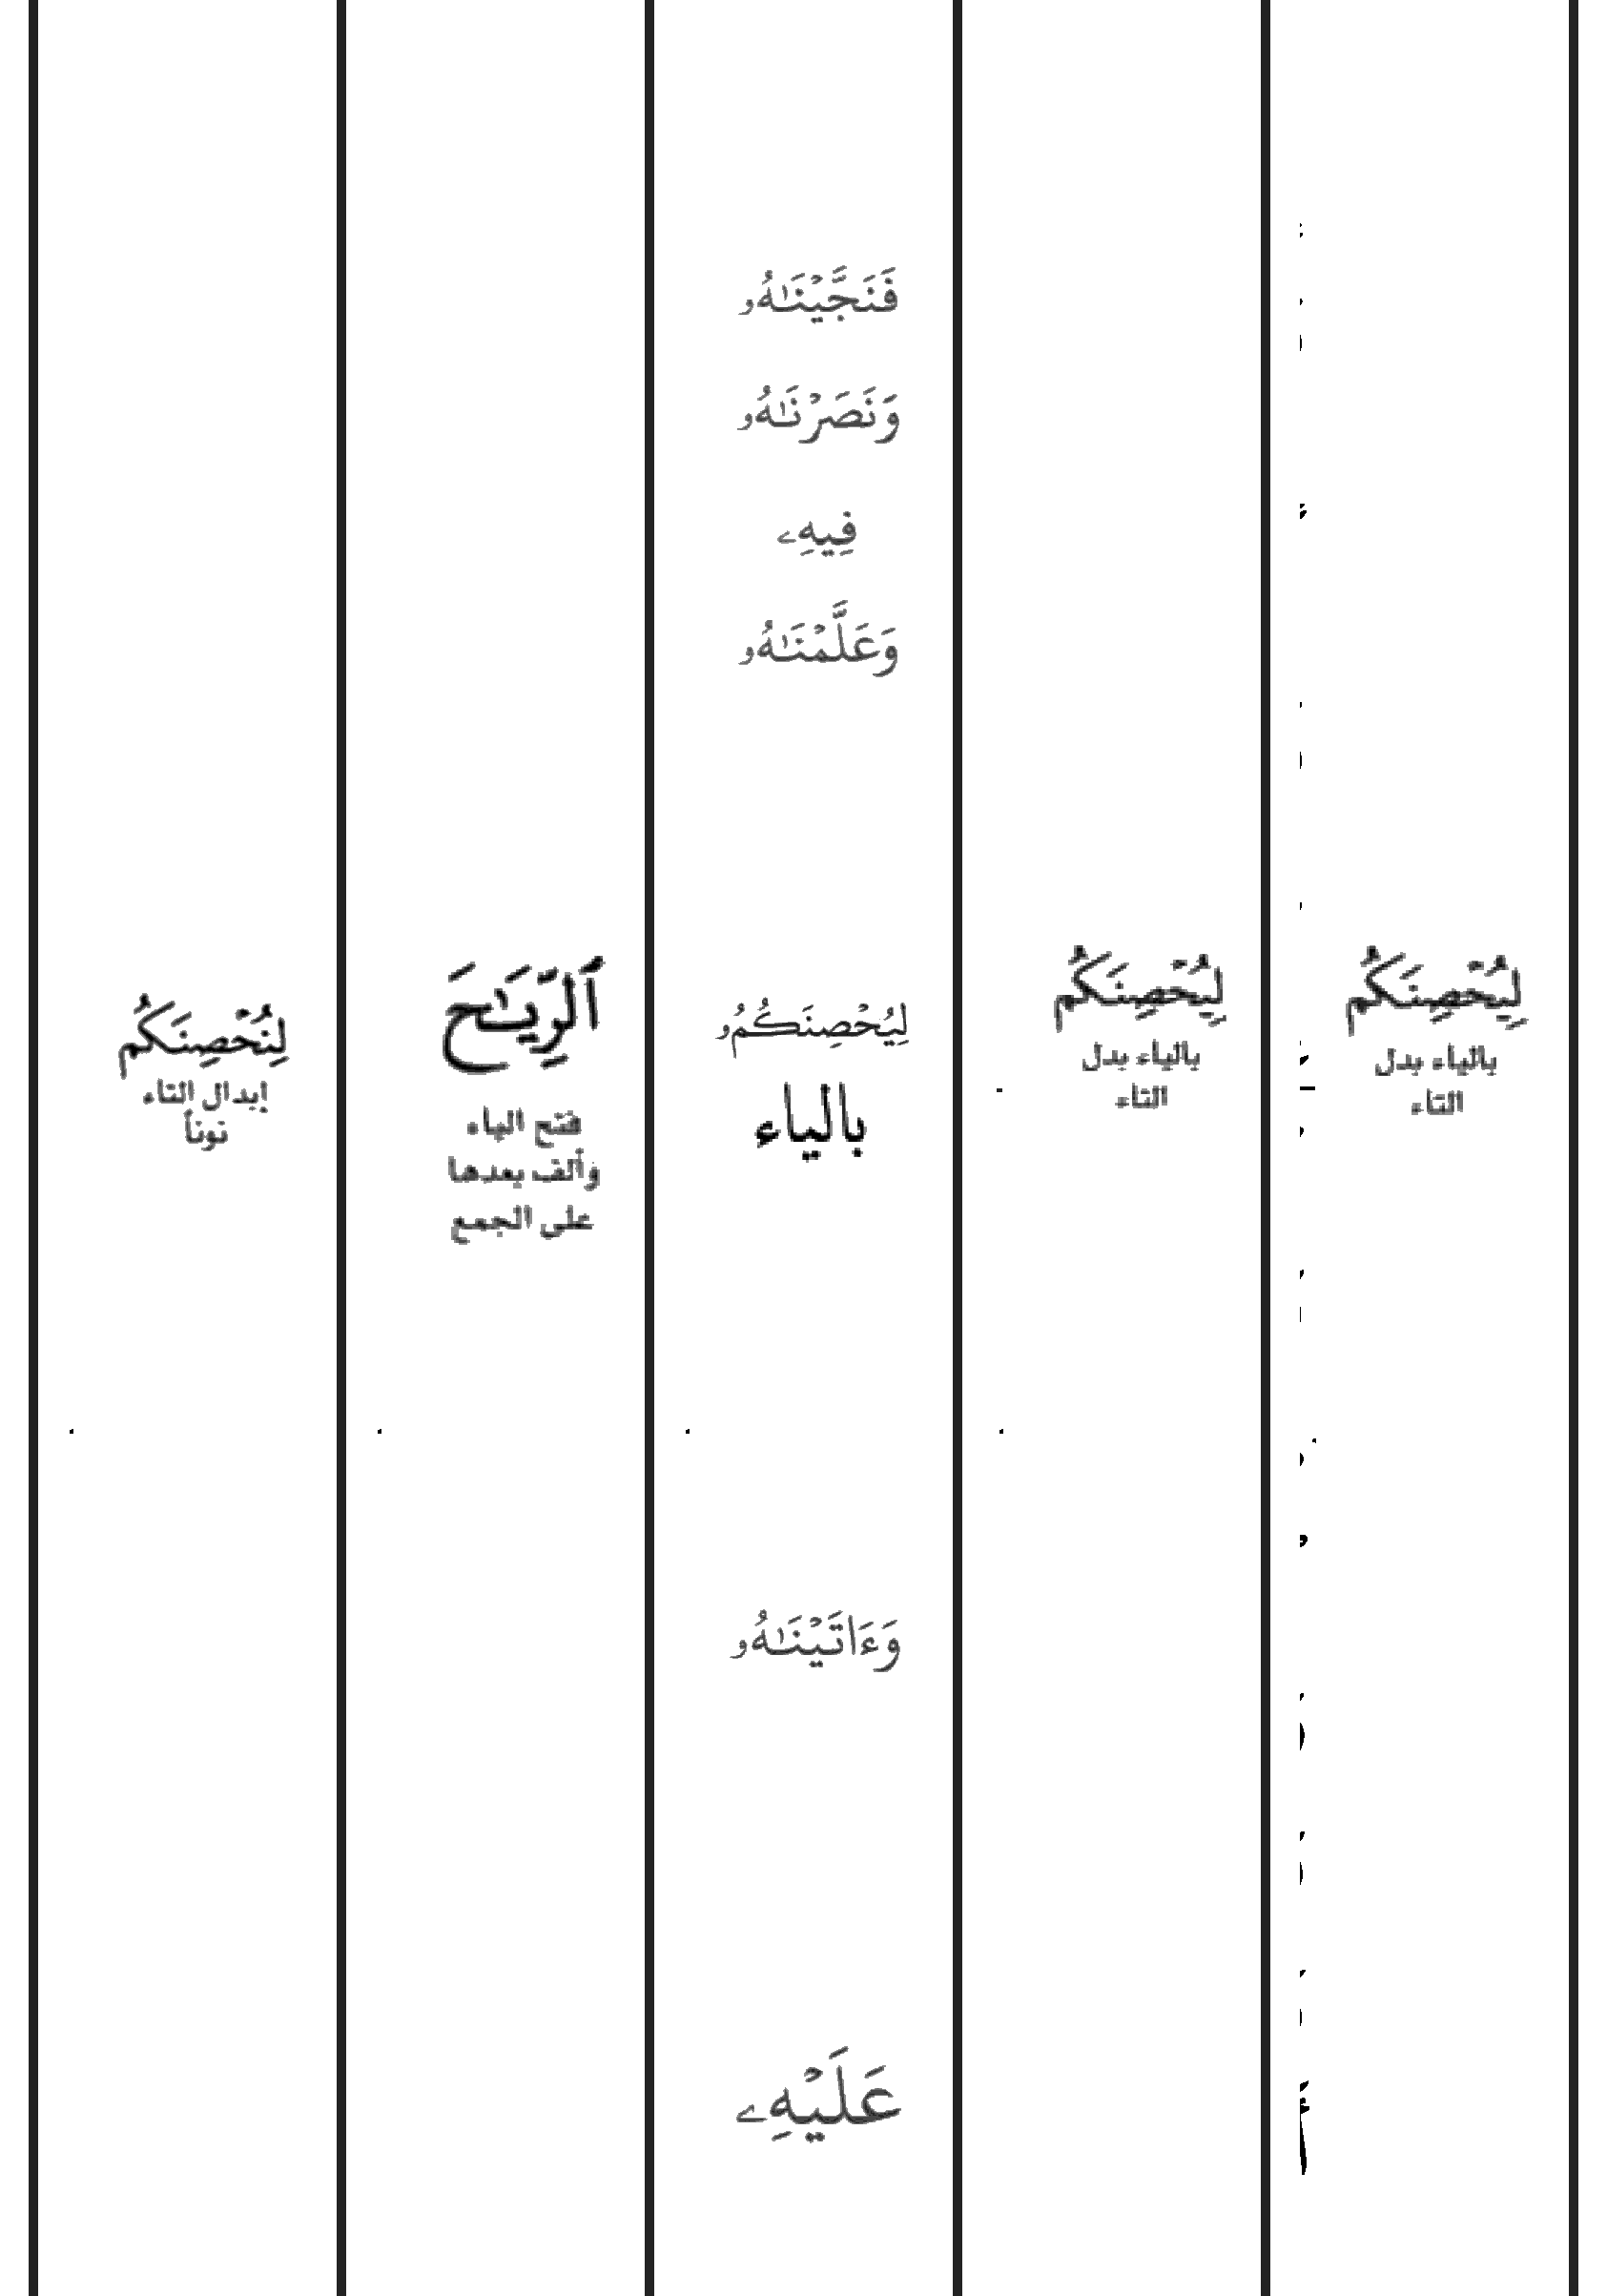 لِيُحْصِنَكُم
بالياء بدل
التاء
لِيُحْصِنَكُم
بالياء بدل
التاء
فَنَجَّيْنَٰهُۥ
وَنَصَرْنَٰهُۥ
فِيهِۦ
وَعَلَّمْنَٰهُۥ
لِيُحْصِنَكُمُۥ
بالياء
وَءَاتَيْنَٰهُۥ
عَلَيْهِۦ
ٱلرِّيَٰحَ
فتح الياء
وألف بعدها
على الجمع
لِنُحْصِنَكُم
إبدال التاء
نوناً